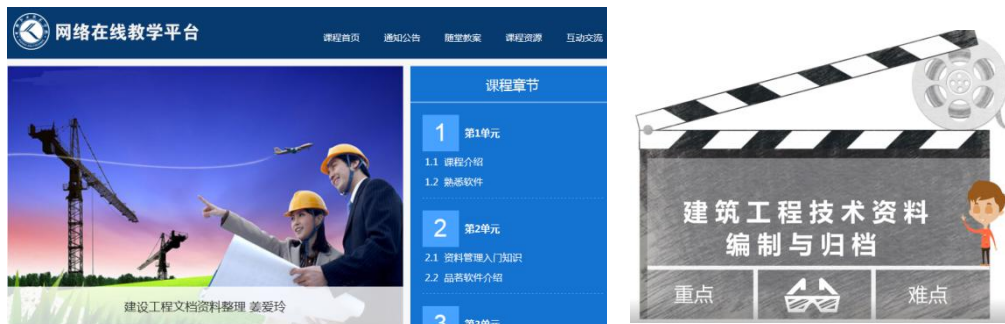 网络在线教学平台
课程首页 通知公告 随堂教案 课程资源 互动交流
课程章节
1 第1单元
1.1 课程介绍
1.2 熟悉软件
2 第2单元
2.1 资料管理入门知识
2.2 品茗软件介绍
3 第3单元
建设工程文档资料整理 姜爱玲
建筑工程技术资料
编制与归档
重点
难点